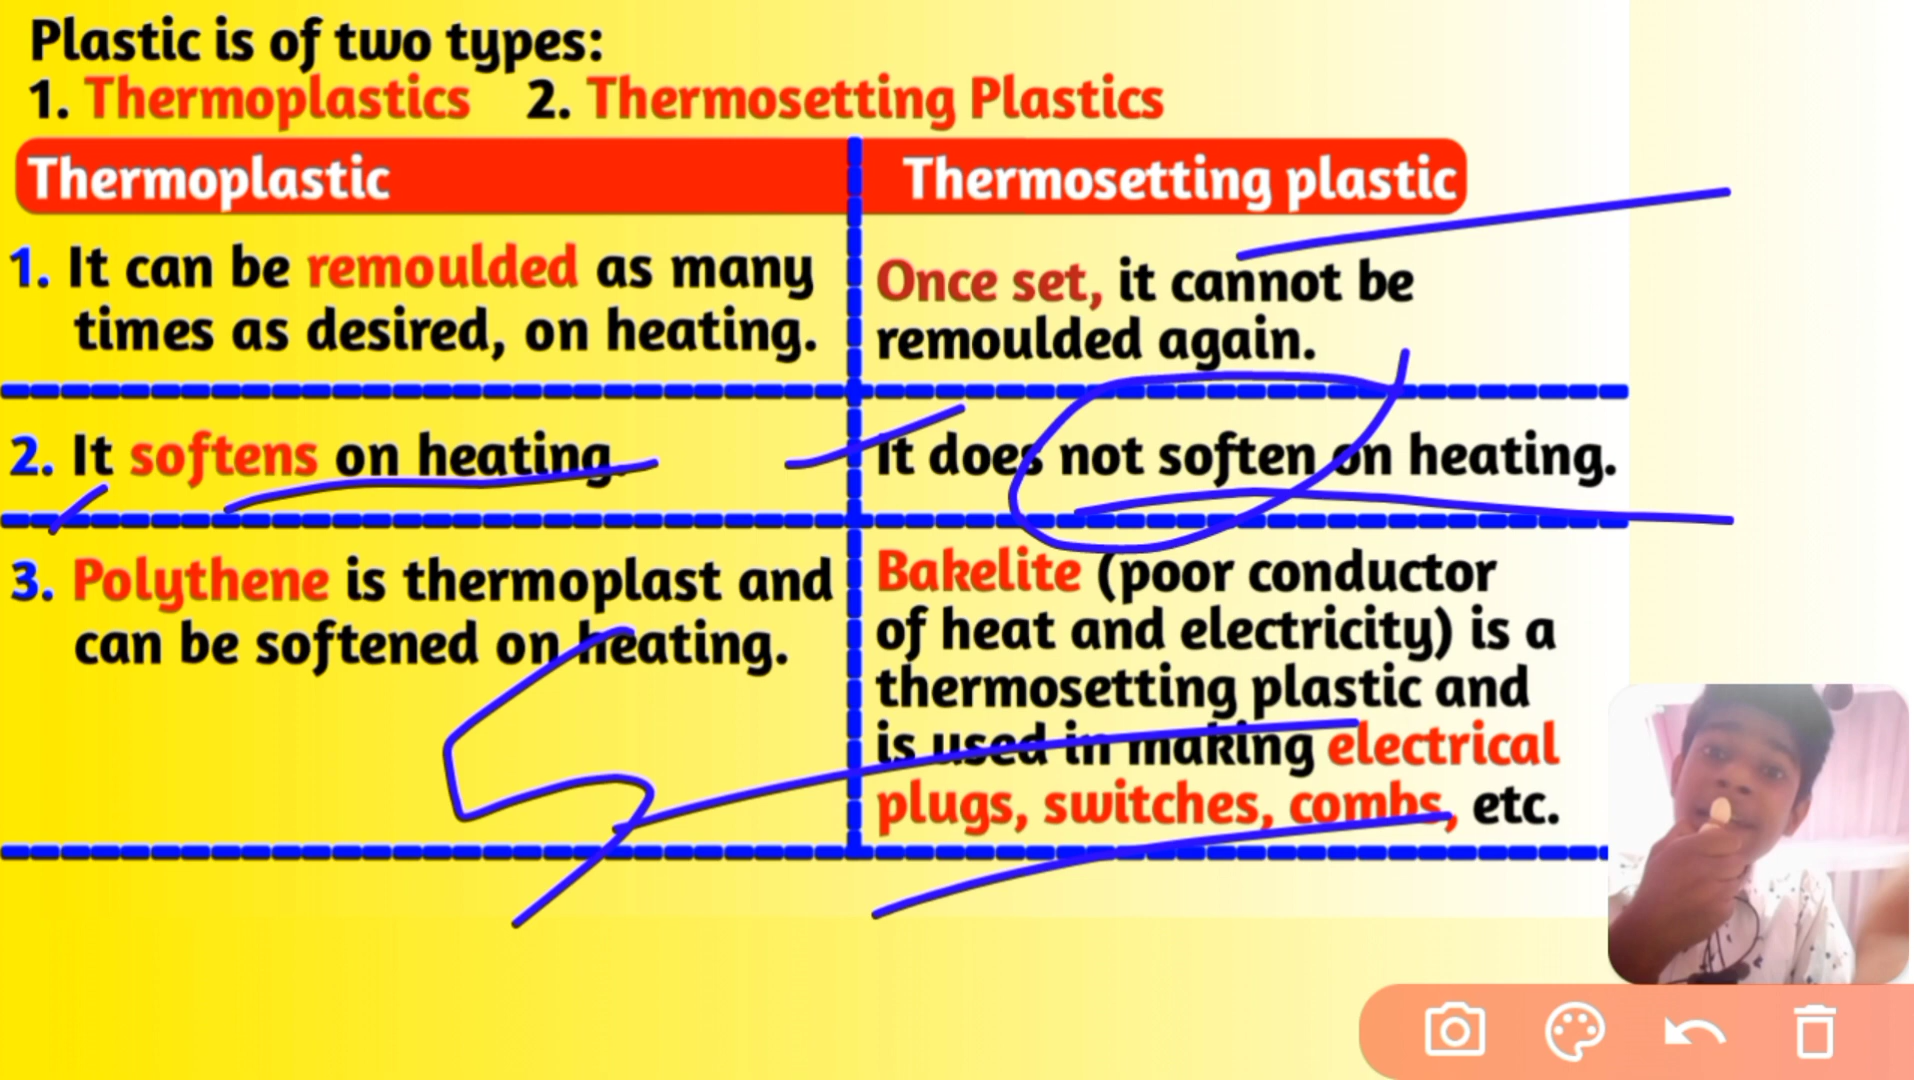 Plastic is of two types:
1. Thermoplastics 2. Thermosetting Plastics
Thermoplastic
Thermosetting plastic
1. It can be remoulded as many
times as desired, on heating.
Once set, it cannot be
remoulded again.
2. It softens on heating.
It does not soften on heating.
3. Polythene is thermoplast and
can be softened on heating.
Bakelite (poor conductor
of heat and electricity) is a
thermosetting plastic and
is used in making electrical
plugs, switches, combs, etc.